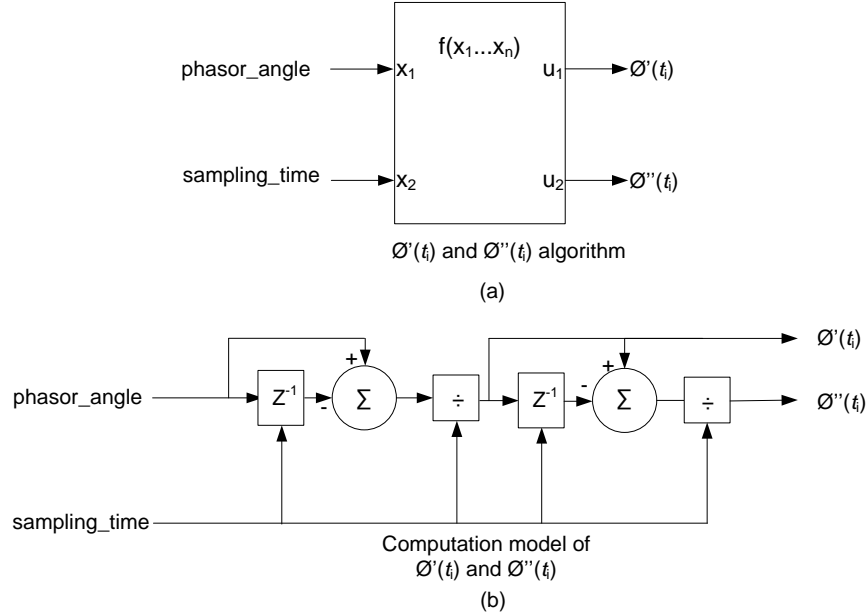 f(x₁...xₙ)
phasor_angle
x₁
u₁
Ø'(tᵢ)
sampling_time
x₂
u₂
Ø''(tᵢ)
Ø'(tᵢ) and Ø''(tᵢ) algorithm
(a)
Ø'(tᵢ)
+
+
phasor_angle
Z⁻¹
-
Σ
÷
Z⁻¹
-
Σ
÷
Ø''(tᵢ)
sampling_time
Computation model of
Ø'(tᵢ) and Ø''(tᵢ)
(b)